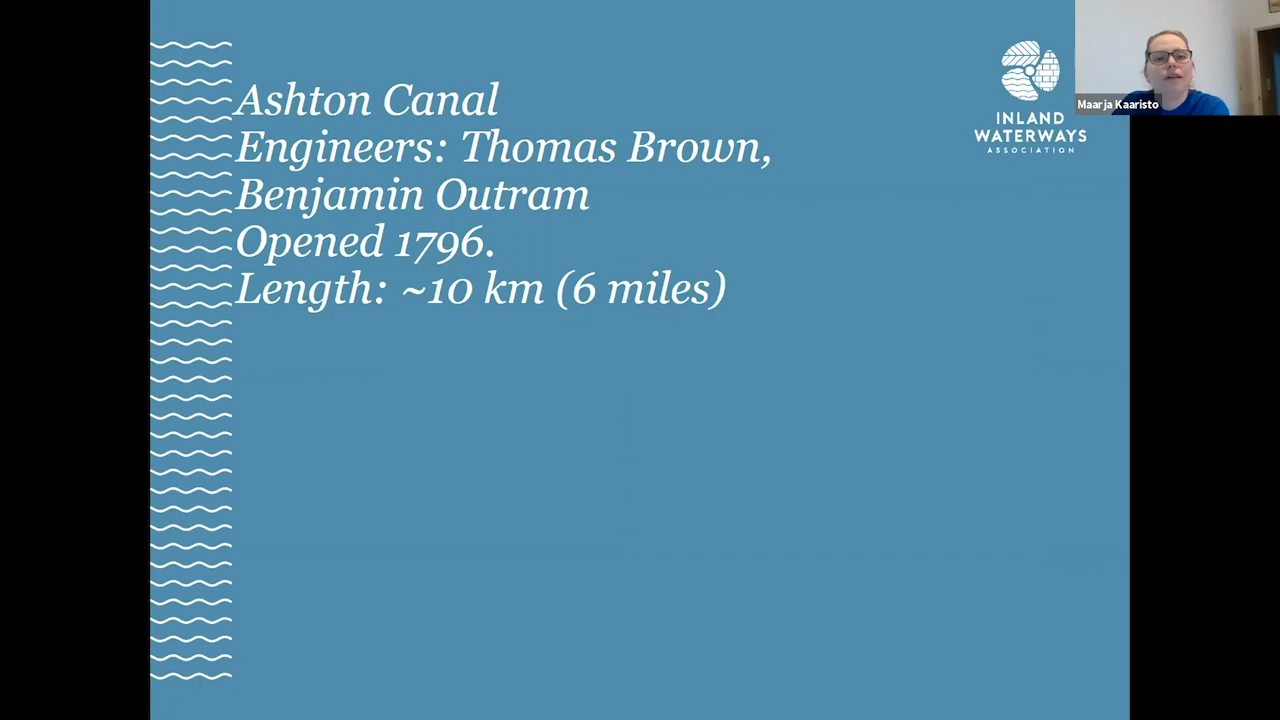 Ashton Canal
Engineers: Thomas Brown,
Benjamin Outram
Opened 1796.
Length: ~10 km (6 miles)
INLAND
WATERWAYS
ASSOCIATION
Maarja Kaaristo